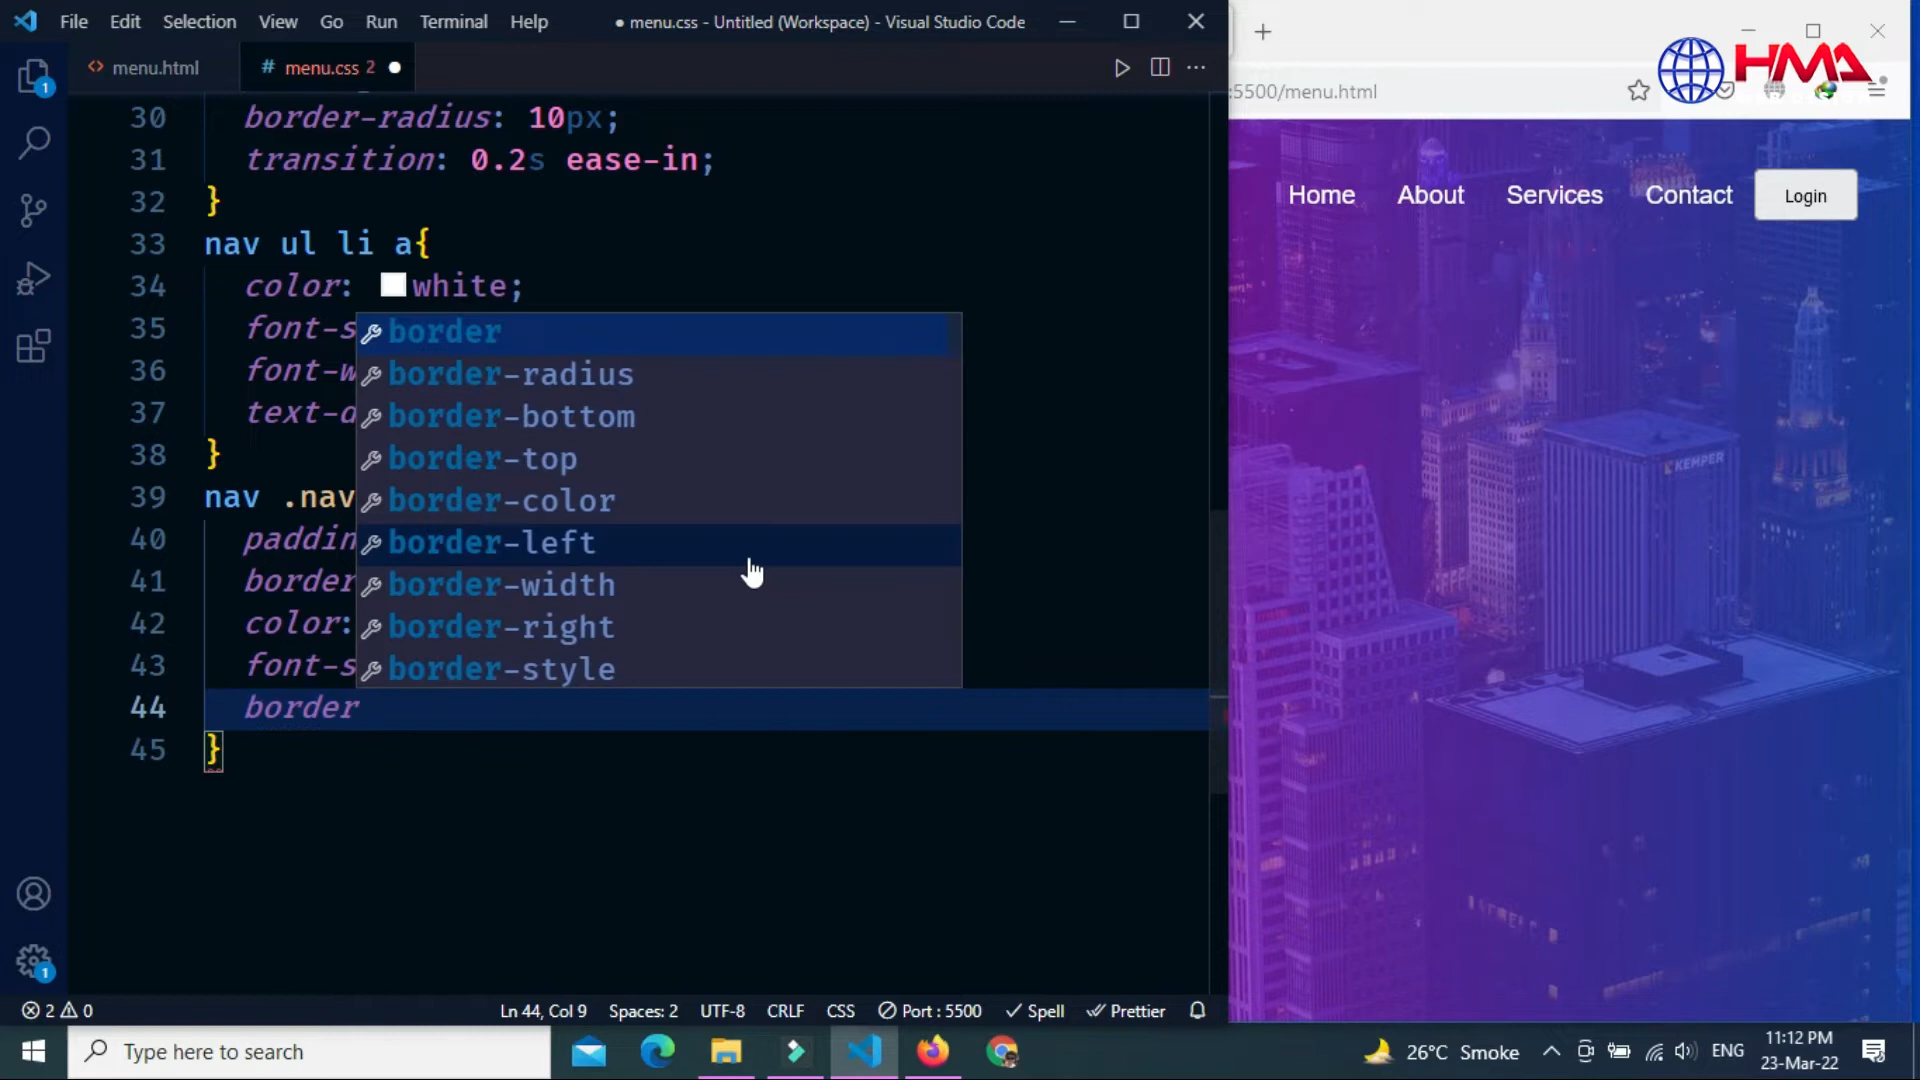 File Edit Selection View Go Run Terminal Help ● menu.css - Untitled (Workspace) - Visual Studio Code
menu.html # menu.css 2
:5500/menu.html
HMA
30 border-radius: 10px;
31 transition: 0.2s ease-in;
32 }
33 nav ul li a{
34 color: white;
35 font-s
36 font-w
37 text-d
38 }
39 nav .nav
40 paddin
41 border
42 color:
43 font-s
44 border
45 }
border
border-radius
border-bottom
border-top
border-color
border-left
border-width
border-right
border-style
Home About Services Contact Login
KEMPER
1
1
2 0 Ln 44, Col 9 Spaces: 2 UTF-8 CRLF CSS Port : 5500 Spell Prettier
Type here to search
26°C Smoke ENG 11:12 PM
23-Mar-22